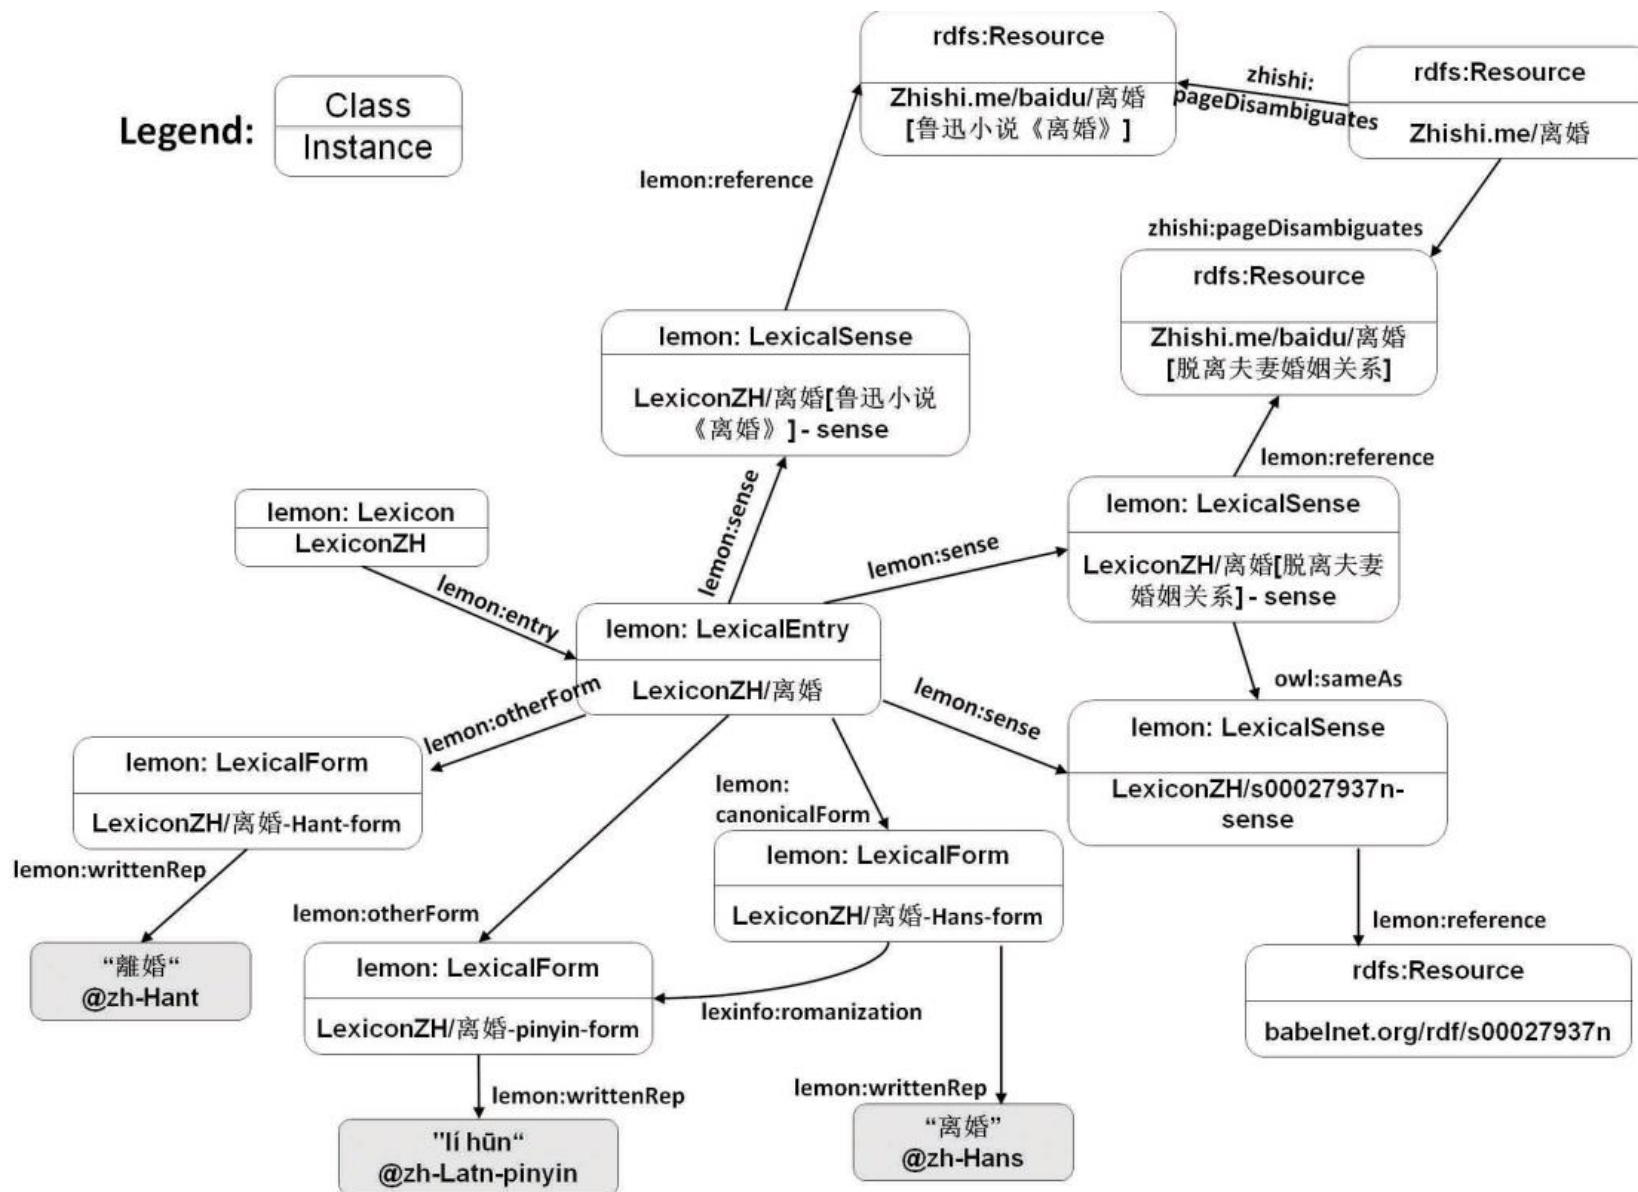 rdfs:Resource
Zhishi.me/baidu/离婚
[鲁迅小说《离婚》]
zhishi:
pageDisambiguates
rdfs:Resource
Zhishi.me/离婚
Legend:
Class
Instance
lemon:reference
zhishi:pageDisambiguates
rdfs:Resource
Zhishi.me/baidu/离婚
[脱离夫妻婚姻关系]
lemon: LexicalSense
LexiconZH/离婚[鲁迅小说
《离婚》] - sense
lemon:reference
lemon: Lexicon
LexiconZH
lemon:entry
lemon:sense
lemon:sense
lemon: LexicalSense
LexiconZH/离婚[脱离夫妻
婚姻关系] - sense
lemon: LexicalEntry
LexiconZH/离婚
owl:sameAs
lemon:otherForm
lemon:sense
lemon: LexicalSense
LexiconZH/s00027937n-
sense
lemon: LexicalForm
LexiconZH/离婚-Hant-form
lemon:
canonicalForm
lemon: LexicalForm
LexiconZH/离婚-Hans-form
lemon:writtenRep
lemon:otherForm
lemon:reference
“離婚“
@zh-Hant
lemon: LexicalForm
LexiconZH/离婚-pinyin-form
lexinfo:romanization
rdfs:Resource
babelnet.org/rdf/s00027937n
lemon:writtenRep
lemon:writtenRep
"lí hūn“
@zh-Latn-pinyin
“离婚”
@zh-Hans